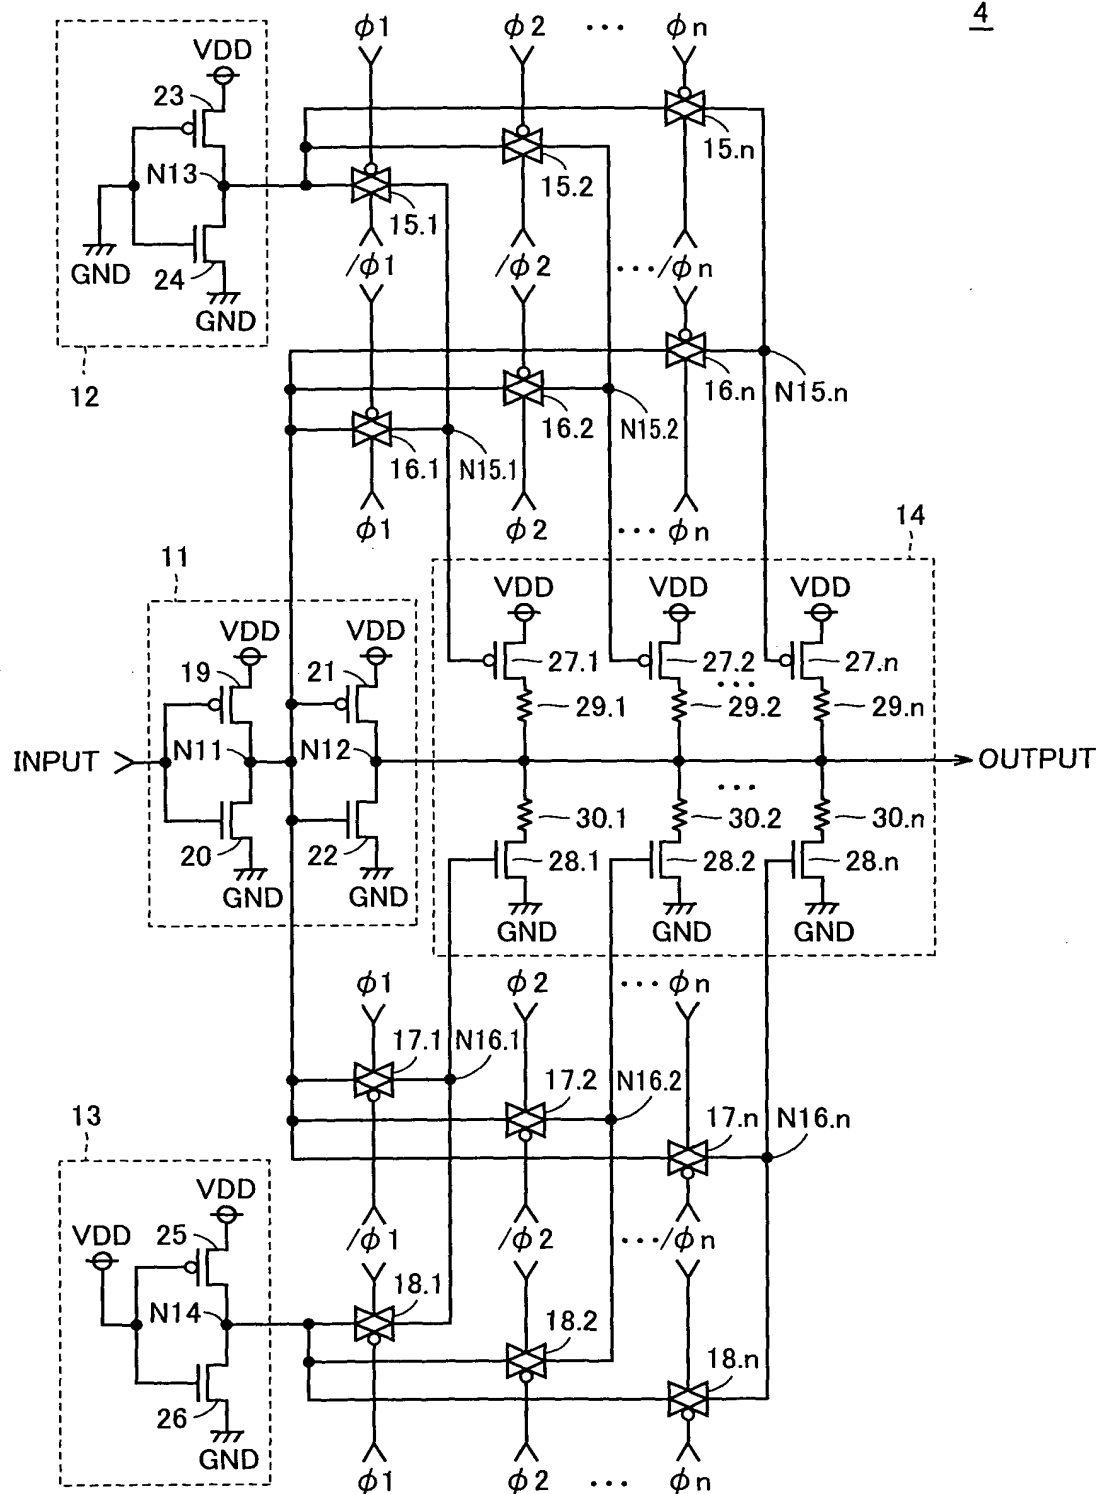 4
ϕ1 ϕ2 ··· ϕn
VDD
23
15.n
15.2
N13
15.1
GND
24
/ϕ1 /ϕ2 ··· /ϕn
GND
12
16.n N15.n
16.2 N15.2
16.1 N15.1
ϕ1 ϕ2 ··· ϕn
14
11
VDD VDD VDD
VDD VDD
19 21
27.1 27.2 27.n
···
29.1 29.2 29.n
INPUT N11 N12 OUTPUT
···
30.1 30.2 30.n
20 22
28.1 28.2 28.n
GND GND
GND GND GND
ϕ1 ϕ2 ··· ϕn
17.1 N16.1
17.2 N16.2
17.n N16.n
13
VDD
VDD
25
/ϕ1 /ϕ2 ··· /ϕn
18.1
N14
18.2
18.n
26
GND
ϕ1 ϕ2 ··· ϕn